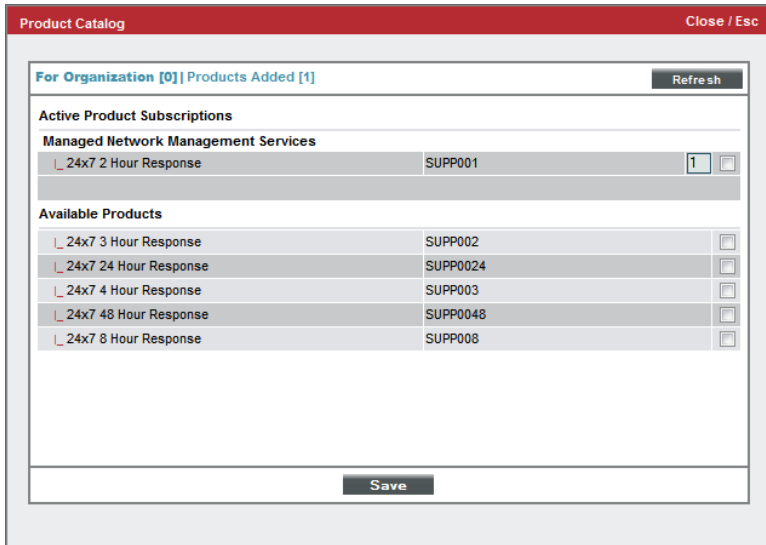 Product Catalog Close / Esc
For Organization [0] | Products Added [1] Refresh
Active Product Subscriptions
Managed Network Management Services
|_ 24x7 2 Hour Response SUPP001 1
Available Products
|_ 24x7 3 Hour Response SUPP002
|_ 24x7 24 Hour Response SUPP0024
|_ 24x7 4 Hour Response SUPP003
|_ 24x7 48 Hour Response SUPP0048
|_ 24x7 8 Hour Response SUPP008
Save